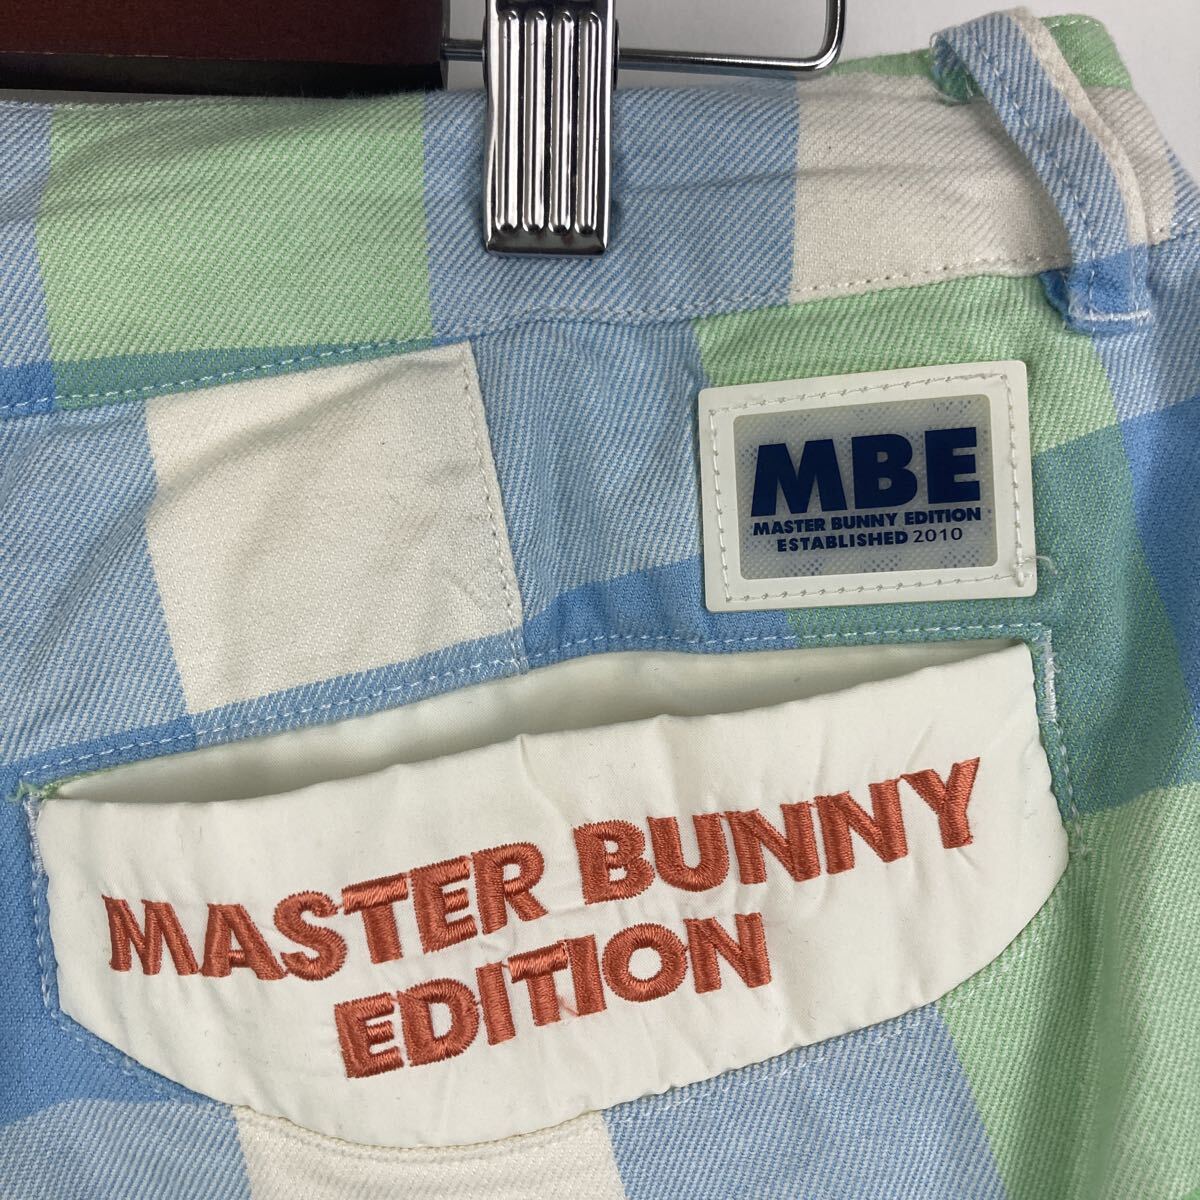 MBE
MASTER BUNNY EDITION
ESTABLISHED 2010
MASTER BUNNY
EDITION